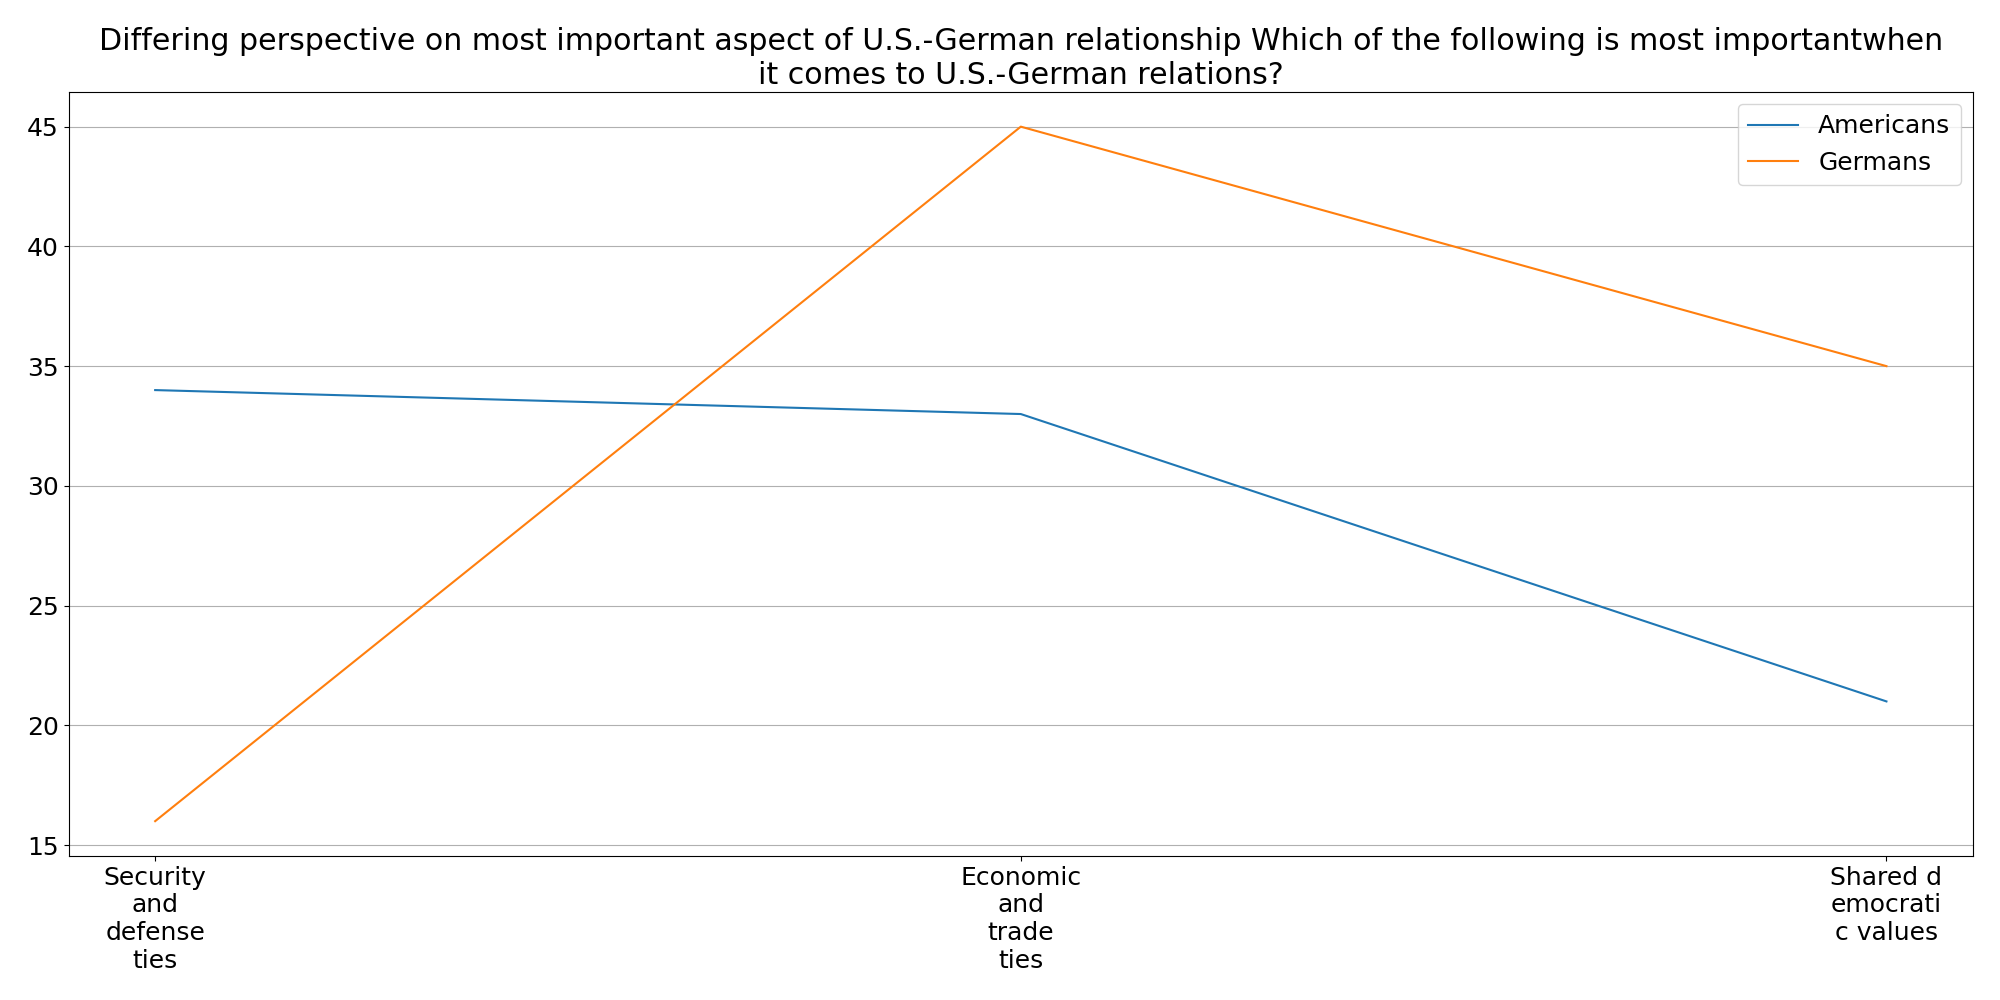 Differing perspective on most important aspect of U.S.-German relationship Which of the following is most importantwhen
it comes to U.S.-German relations?
45
40
35
30
25
20
15
Americans
Germans
Security
and
defense
ties
Economic
and
trade
ties
Shared d
emocrati
c values